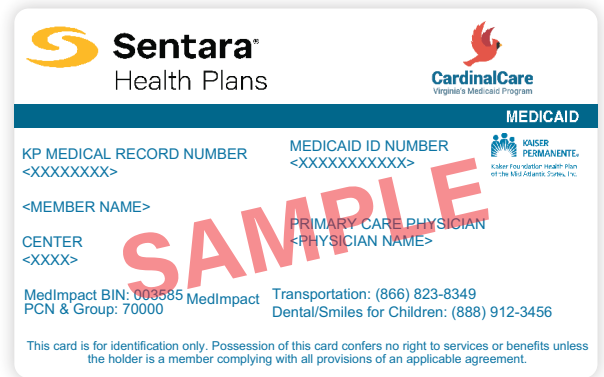 Sentara®
Health Plans
CardinalCare
Virginia's Medicaid Program
MEDICAID
KP MEDICAL RECORD NUMBER
<XXXXXXXX>
MEDICAID ID NUMBER
<XXXXXXXXXXX>
KAISER
PERMANENTE®
Kaiser Foundation Health Plan
of the Mid-Atlantic States, Inc.
<MEMBER NAME>
PRIMARY CARE PHYSICIAN
<PHYSICIAN NAME>
CENTER
<XXXX>
SAMPLE
MedImpact BIN: 003585
PCN & Group: 70000
MedImpact
Transportation: (866) 823-8349
Dental/Smiles for Children: (888) 912-3456
This card is for identification only. Possession of this card confers no right to services or benefits unless
the holder is a member complying with all provisions of an applicable agreement.